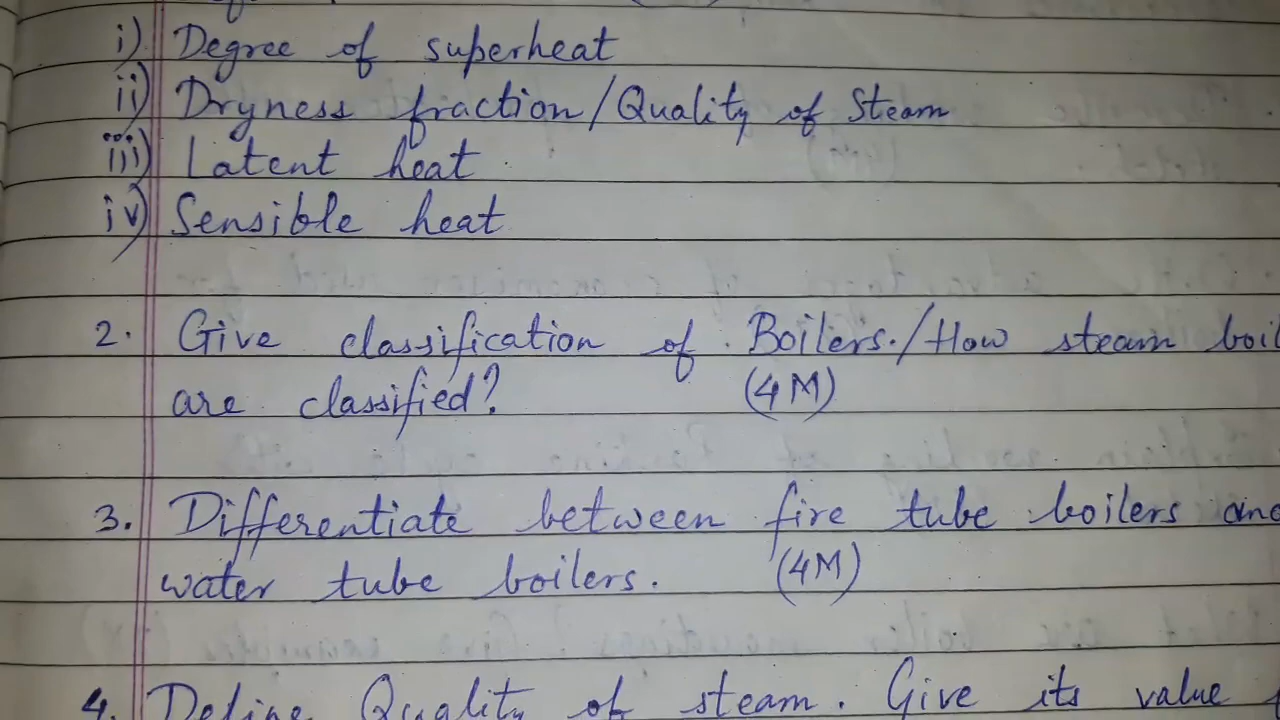 i) Degree of superheat
ii) Dryness fraction/Quality of Steam
iii) Latent heat.
iv) Sensible heat
2. Give classification of Boilers./How steam boil
are classified? (4M)
3. Differentiate between fire tube boilers and
water tube boilers. (4M)
4. Define Quality of steam. Give its value